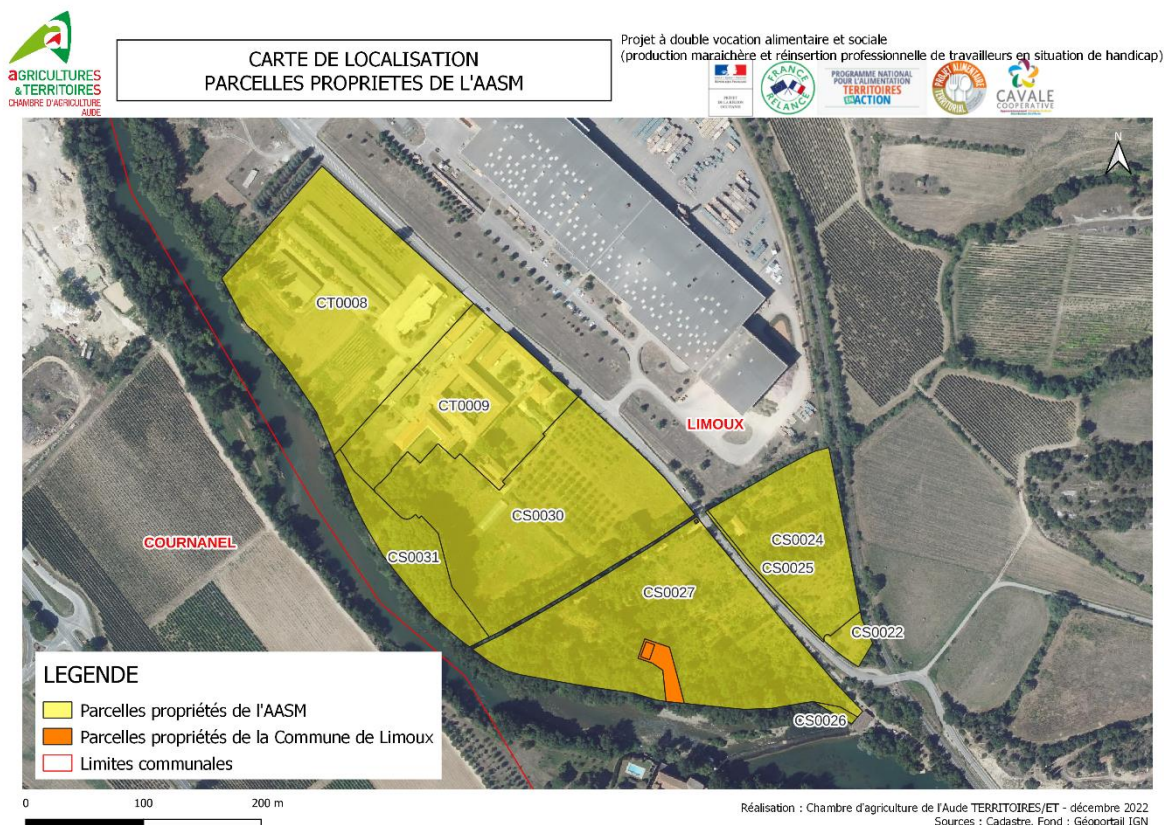 aGRICULTURES
& TERRITOIRES
CHAMBRE D'AGRICULTURE
AUDE
CARTE DE LOCALISATION
PARCELLES PROPRIETES DE L'AASM
Projet à double vocation alimentaire et sociale
(production maraichère et réinsertion professionnelle de travailleurs en situation de handicap)
FRANCE
RELANCE
PROGRAMME NATIONAL
POUR L'ALIMENTATION
TERRITOIRES
EN ACTION
PROJET ALIMENTAIRE
TERRITORIAL
CAVALE
COOPERATIVE
N
CT0008
CT0009
LIMOUX
CS0030
CS0024
COURNANEL
CS0031
CS0025
CS0027
CS0022
CS0026
LEGENDE
Parcelles propriétés de l'AASM
Parcelles propriétés de la Commune de Limoux
Limites communales
0 100 200 m
Réalisation : Chambre d'agriculture de l'Aude TERRITOIRES/ET - décembre 2022
Sources : Cadastre, Fond : Géoportail IGN